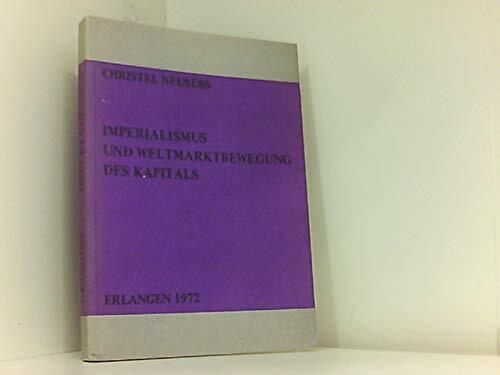 CHRISTEL NEUSÜSS
IMPERIALISMUS
UND WELTMARKTBEWEGUNG
DES KAPITALS
ERLANGEN 1972